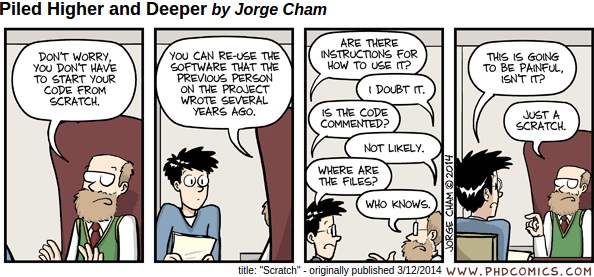 Piled Higher and Deeper by Jorge Cham
DON'T WORRY,
YOU DON'T HAVE
TO START YOUR
CODE FROM
SCRATCH.
YOU CAN RE-USE THE
SOFTWARE THAT THE
PREVIOUS PERSON
ON THE PROJECT
WROTE SEVERAL
YEARS AGO.
ARE THERE
INSTRUCTIONS FOR
HOW TO USE IT?
I DOUBT IT.
IS THE CODE
COMMENTED?
NOT LIKELY.
WHERE ARE
THE FILES?
WHO KNOWS.
JORGE CHAM © 2014
THIS IS GOING
TO BE PAINFUL,
ISN'T IT?
JUST A
SCRATCH.
title: "Scratch" - originally published 3/12/2014
WWW.PHDCOMICS.COM